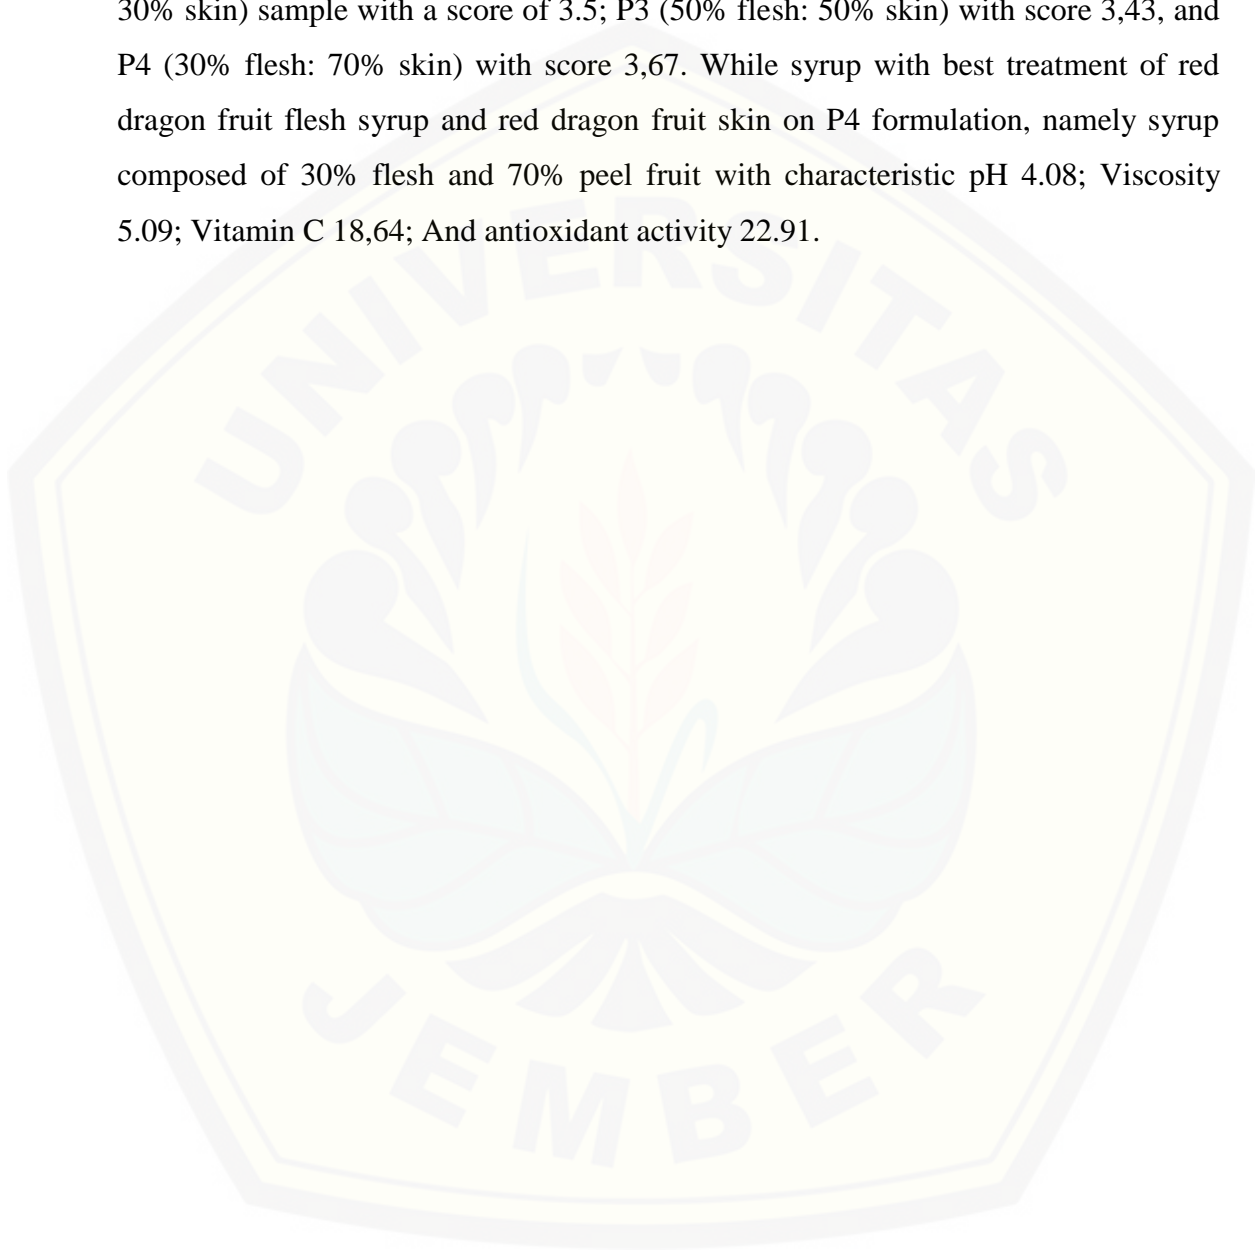 30% skin) sample with a score of 3.5; P3 (50% flesh: 50% skin) with score 3,43, and
P4 (30% flesh: 70% skin) with score 3,67. While syrup with best treatment of red
dragon fruit flesh syrup and red dragon fruit skin on P4 formulation, namely syrup
composed of 30% flesh and 70% peel fruit with characteristic pH 4.08; Viscosity
5.09; Vitamin C 18,64; And antioxidant activity 22.91.
UNIVERSITAS
JEMBER